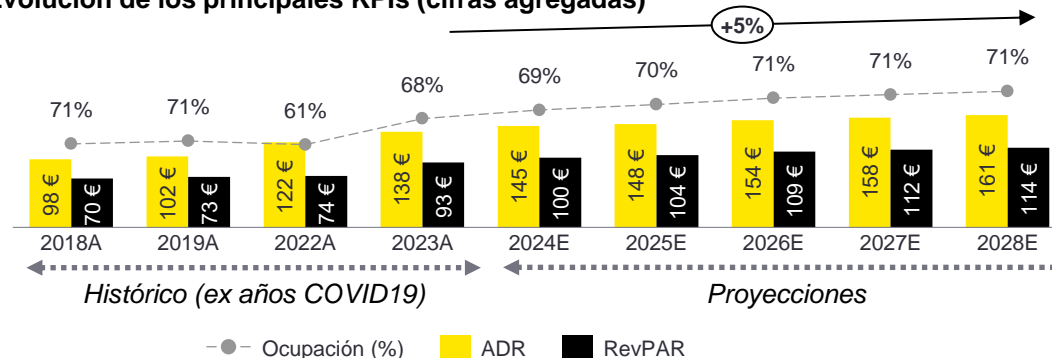 Evolución de los principales KPIs (cifras agregadas)
+5%
71% 71% 61% 68% 69% 70% 71% 71% 71%
98 € 70 € 102 € 73 € 122 € 74 € 138 € 93 € 145 € 100 € 148 € 104 € 154 € 109 € 158 € 112 € 161 € 114 €
2018A 2019A 2022A 2023A 2024E 2025E 2026E 2027E 2028E
Histórico (ex años COVID19) Proyecciones
Ocupación (%) ADR RevPAR